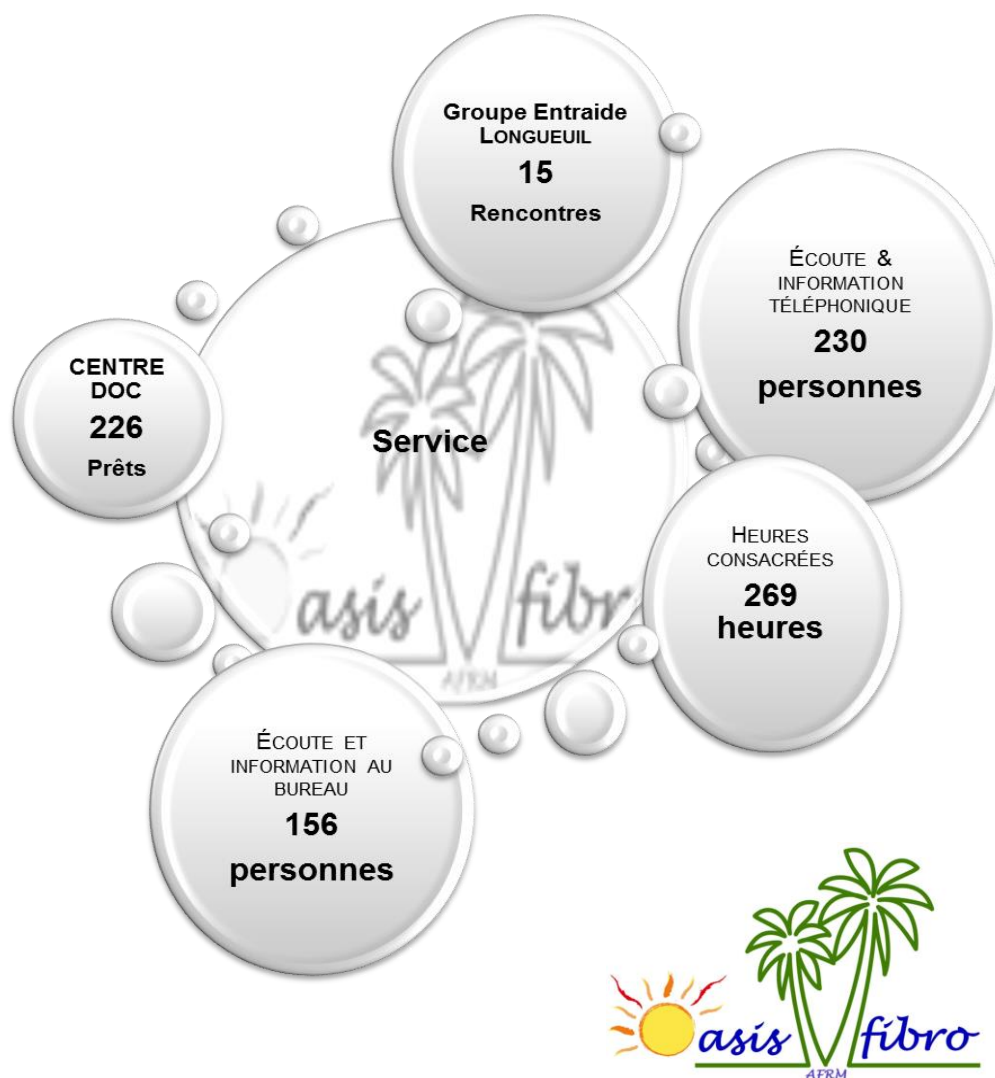 Groupe Entraide
LONGUEUIL
15
Rencontres
ÉCOUTE &
INFORMATION
TÉLÉPHONIQUE
230
personnes
CENTRE
DOC
226
Prêts
Service
HEURES
CONSACRÉES
269
heures
asis fibr
AFRM
ÉCOUTE ET
INFORMATION AU
BUREAU
156
personnes
asis fibro
AFRM